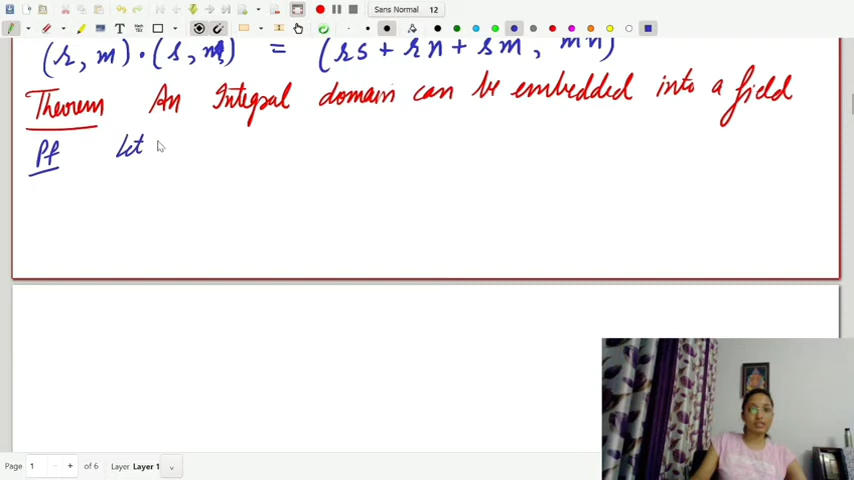 Sans Normal 12
(r, m) · (s, n) = (rs + rn + sm, mn)
Theorem An Integral domain can be embedded into a field
Pf Let
Page 1 of 6 Layer Layer 1